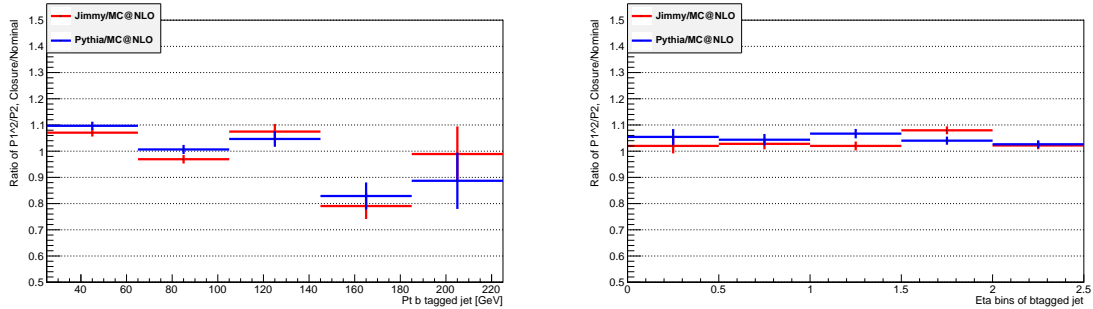 Ratio of P1^2/P2, Closure/Nominal
1.5
1.4
1.3
1.2
1.1
1
0.9
0.8
0.7
0.6
0.5
Jimmy/MC@NLO
Pythia/MC@NLO
40 60 80 100 120 140 160 180 200 220
Pt b tagged jet [GeV]
Ratio of P1^2/P2, Closure/Nominal
1.5
1.4
1.3
1.2
1.1
1
0.9
0.8
0.7
0.6
0.5
Jimmy/MC@NLO
Pythia/MC@NLO
0 0.5 1 1.5 2 2.5
Eta bins of btagged jet